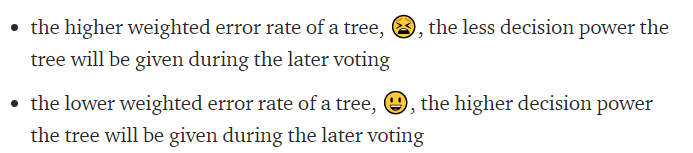 • the higher weighted error rate of a tree, 😫, the less decision power the
tree will be given during the later voting
• the lower weighted error rate of a tree, 😃, the higher decision power
the tree will be given during the later voting